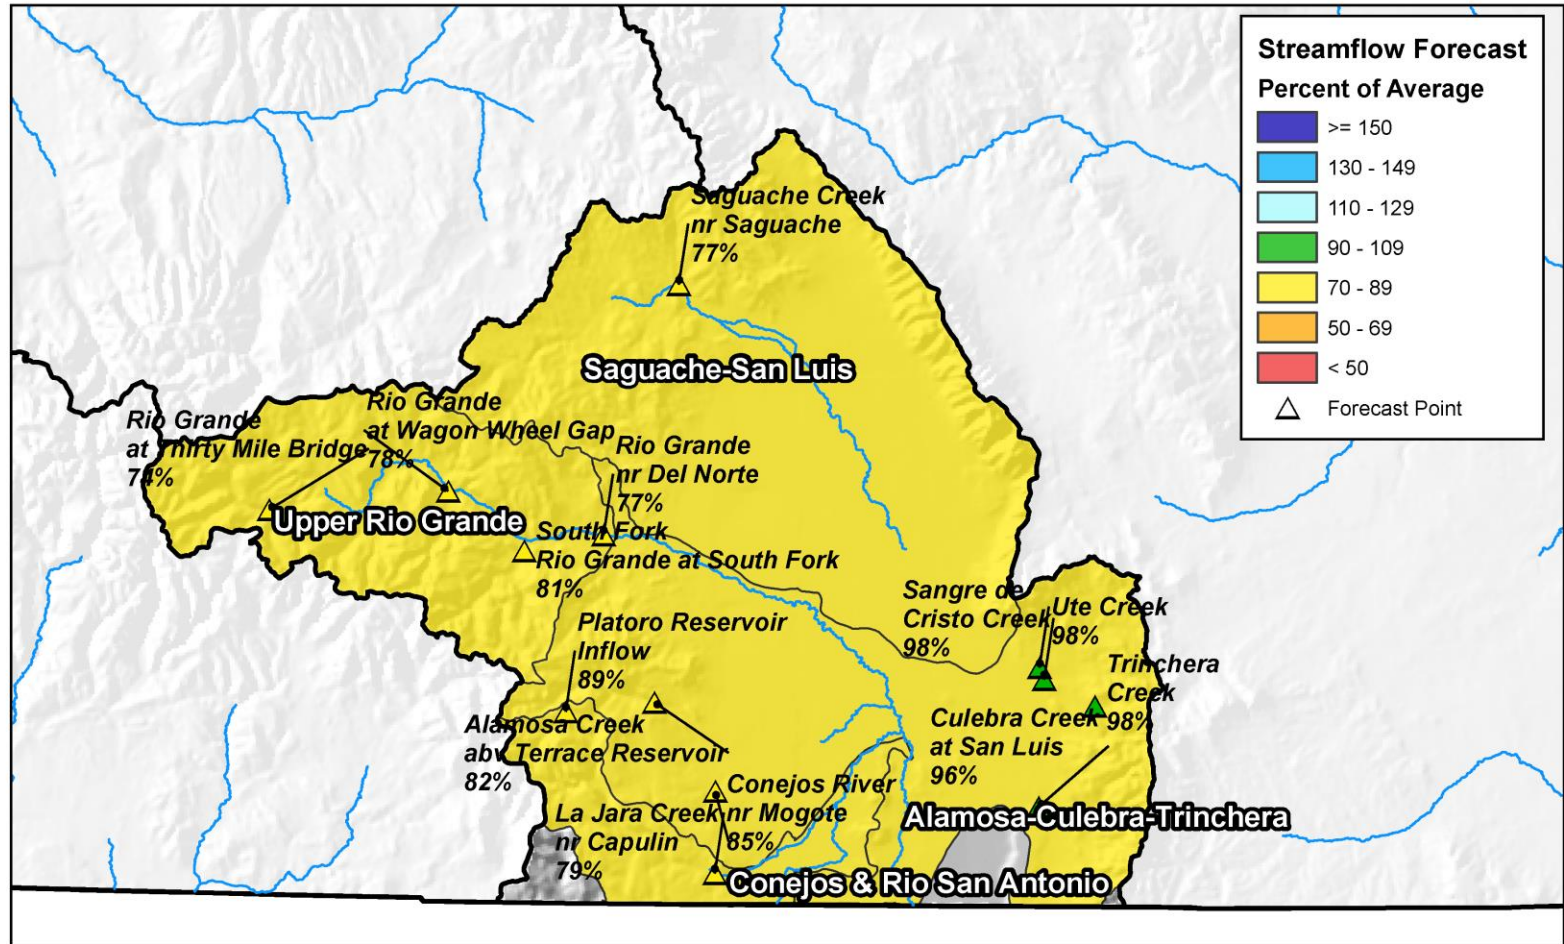 Streamflow Forecast
Percent of Average
>= 150
130 - 149
110 - 129
90 - 109
70 - 89
50 - 69
< 50
Forecast Point
Saguache Creek
nr Saguache
77%
Saguache-San Luis
Rio Grande
at Thirty Mile Bridge
74%
Rio Grande
at Wagon Wheel Gap
78%
Rio Grande
nr Del Norte
77%
Upper Rio Grande
South Fork
Rio Grande at South Fork
81%
Sangre de
Cristo Creek
98%
Ute Creek
98%
Platoro Reservoir
Inflow
89%
Trinchera
Creek
98%
Alamosa Creek
abv Terrace Reservoir
82%
Culebra Creek
at San Luis
96%
Conejos River
nr Mogote
85%
La Jara Creek
nr Capulin
79%
Alamosa-Culebra-Trinchera
Conejos & Rio San Antonio